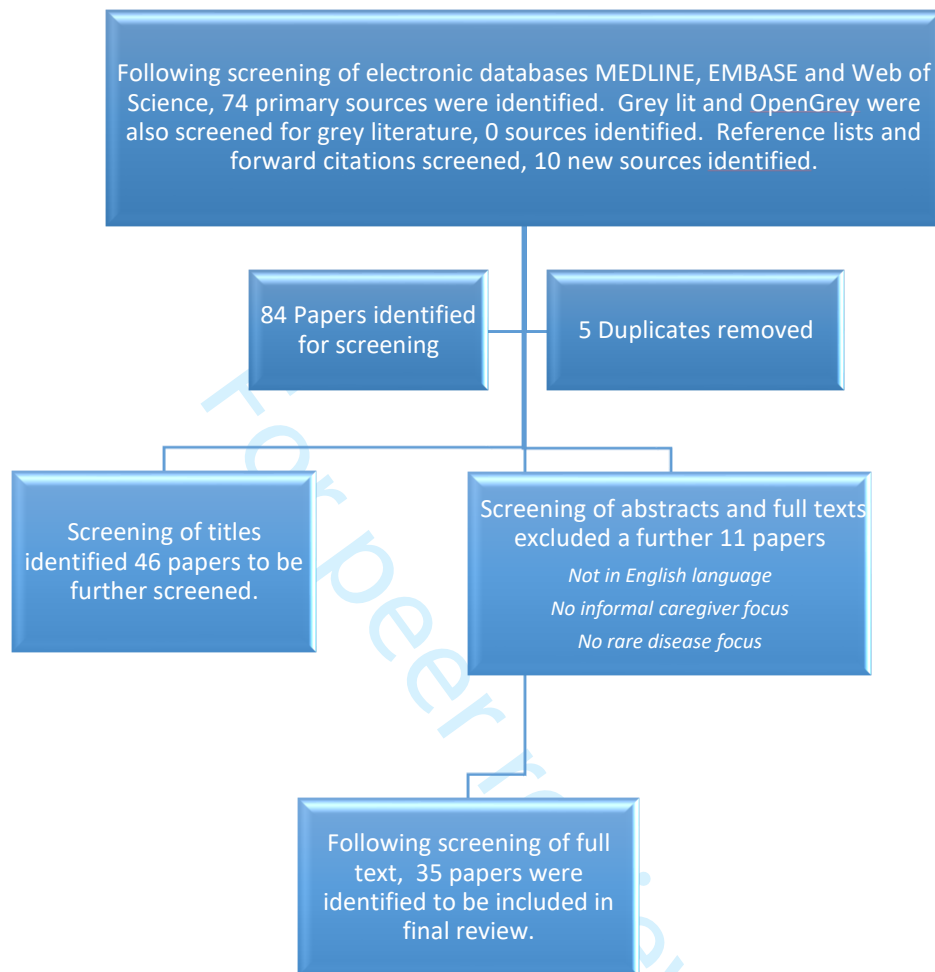 Following screening of electronic databases MEDLINE, EMBASE and Web of
Science, 74 primary sources were identified.  Grey lit and OpenGrey were
also screened for grey literature, 0 sources identified.  Reference lists and
forward citations screened, 10 new sources identified.
84 Papers identified
for screening
5 Duplicates removed
Screening of titles
identified 46 papers to be
further screened.
Screening of abstracts and full texts
excluded a further 11 papers
Not in English language
No informal caregiver focus
No rare disease focus
Following screening of full
text,  35 papers were
identified to be included in
final review.
For peer